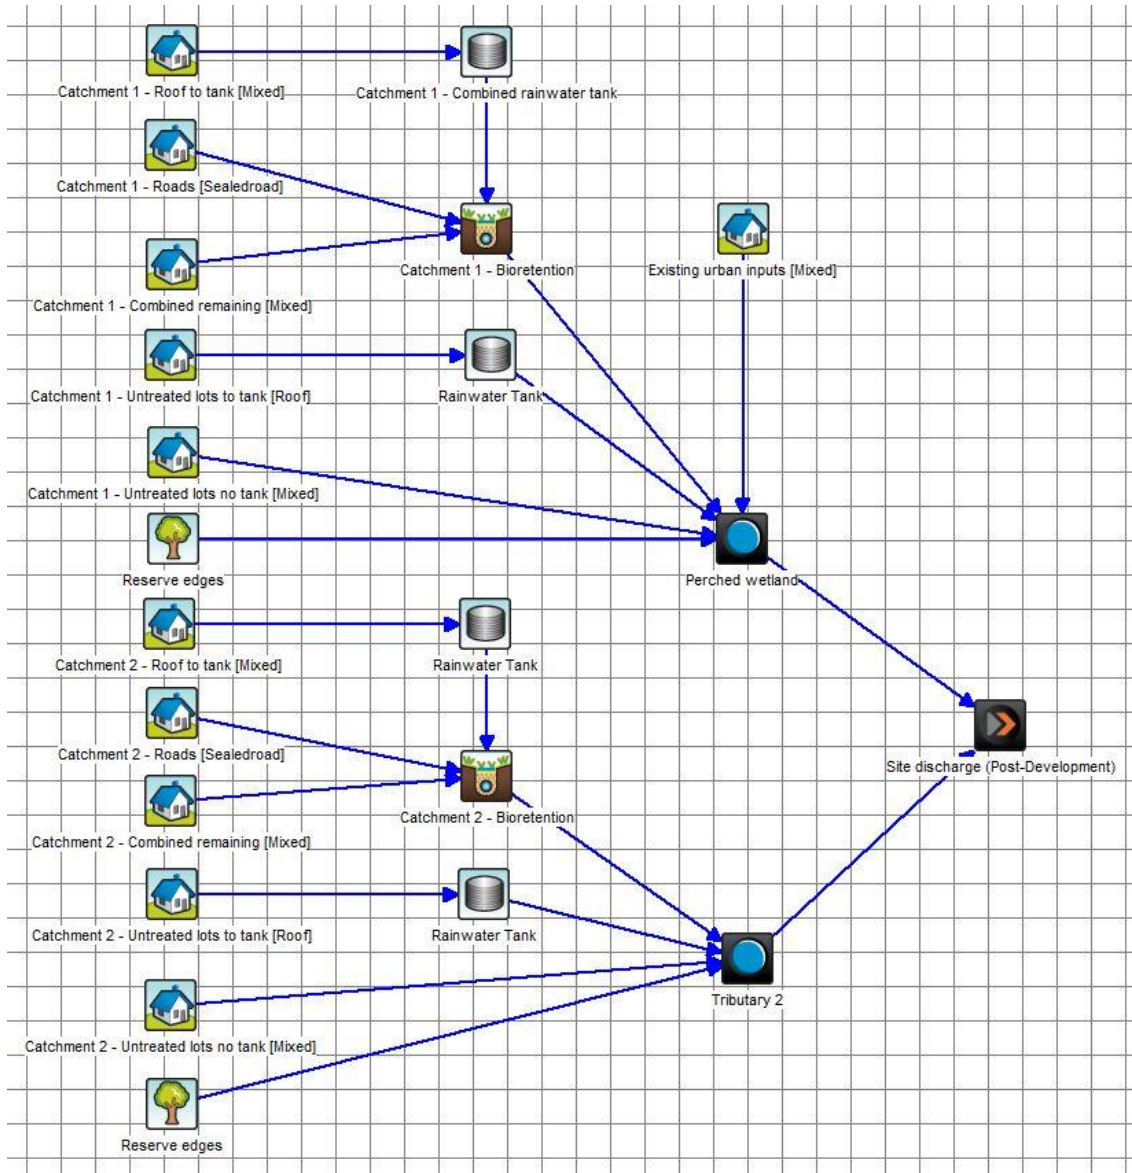 Catchment 1 - Roof to tank [Mixed]
Catchment 1 - Combined rainwater tank
Catchment 1 - Roads [Sealedroad]
Catchment 1 - Bioretention
Existing urban inputs [Mixed]
Catchment 1 - Combined remaining [Mixed]
Catchment 1 - Untreated lots to tank [Roof]
Rainwater Tank
Catchment 1 - Untreated lots no tank [Mixed]
Reserve edges
Perched wetland
Catchment 2 - Roof to tank [Mixed]
Rainwater Tank
Catchment 2 - Roads [Sealedroad]
Site discharge (Post-Development)
Catchment 2 - Bioretention
Catchment 2 - Combined remaining [Mixed]
Catchment 2 - Untreated lots to tank [Roof]
Rainwater Tank
Tributary 2
Catchment 2 - Untreated lots no tank [Mixed]
Reserve edges